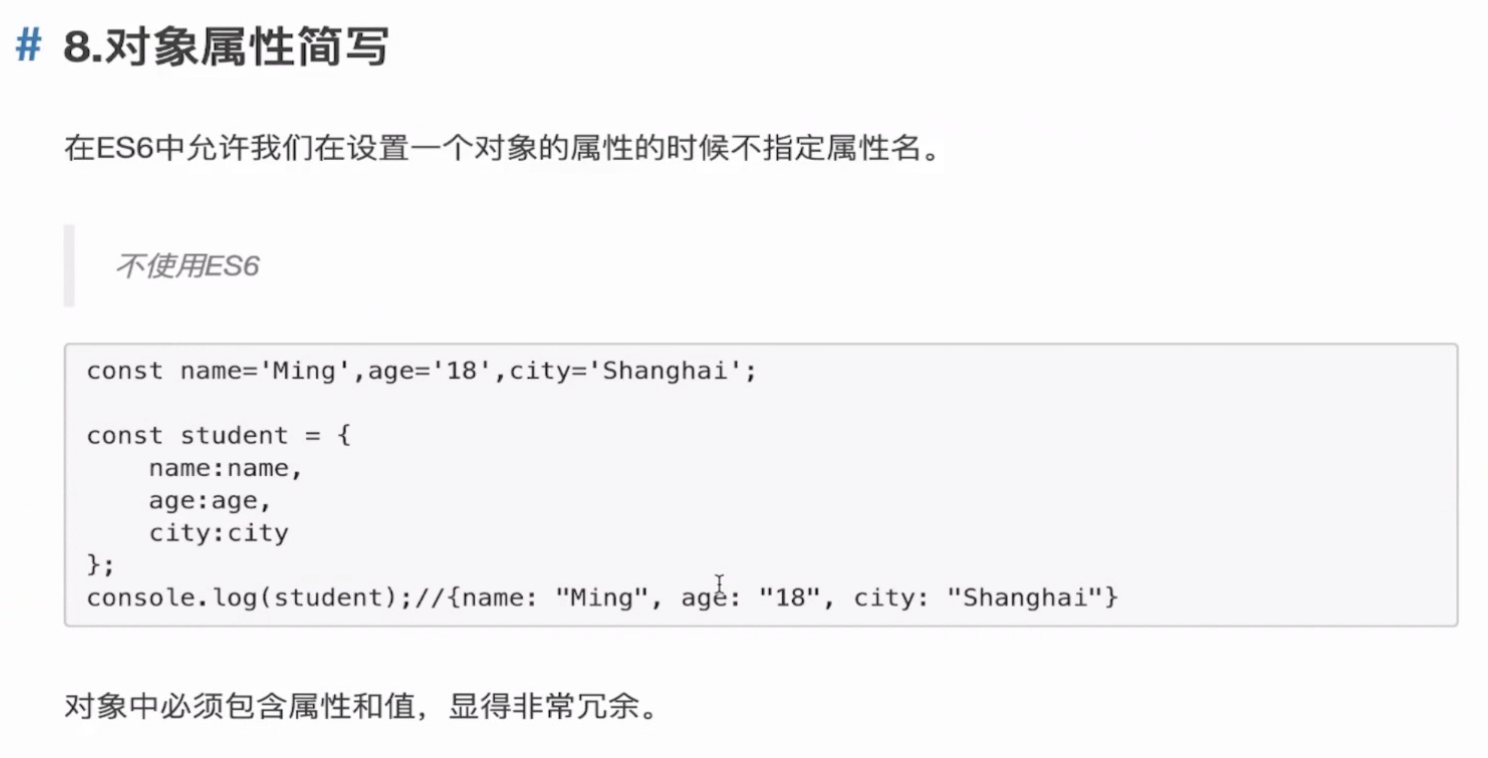 # 8.对象属性简写
在ES6中允许我们在设置一个对象的属性的时候不指定属性名。
不使用ES6
const name='Ming',age='18',city='Shanghai';
const student = {
name:name,
age:age,
city:city
};
console.log(student);//{name: "Ming", age: "18", city: "Shanghai"}
对象中必须包含属性和值，显得非常冗余。